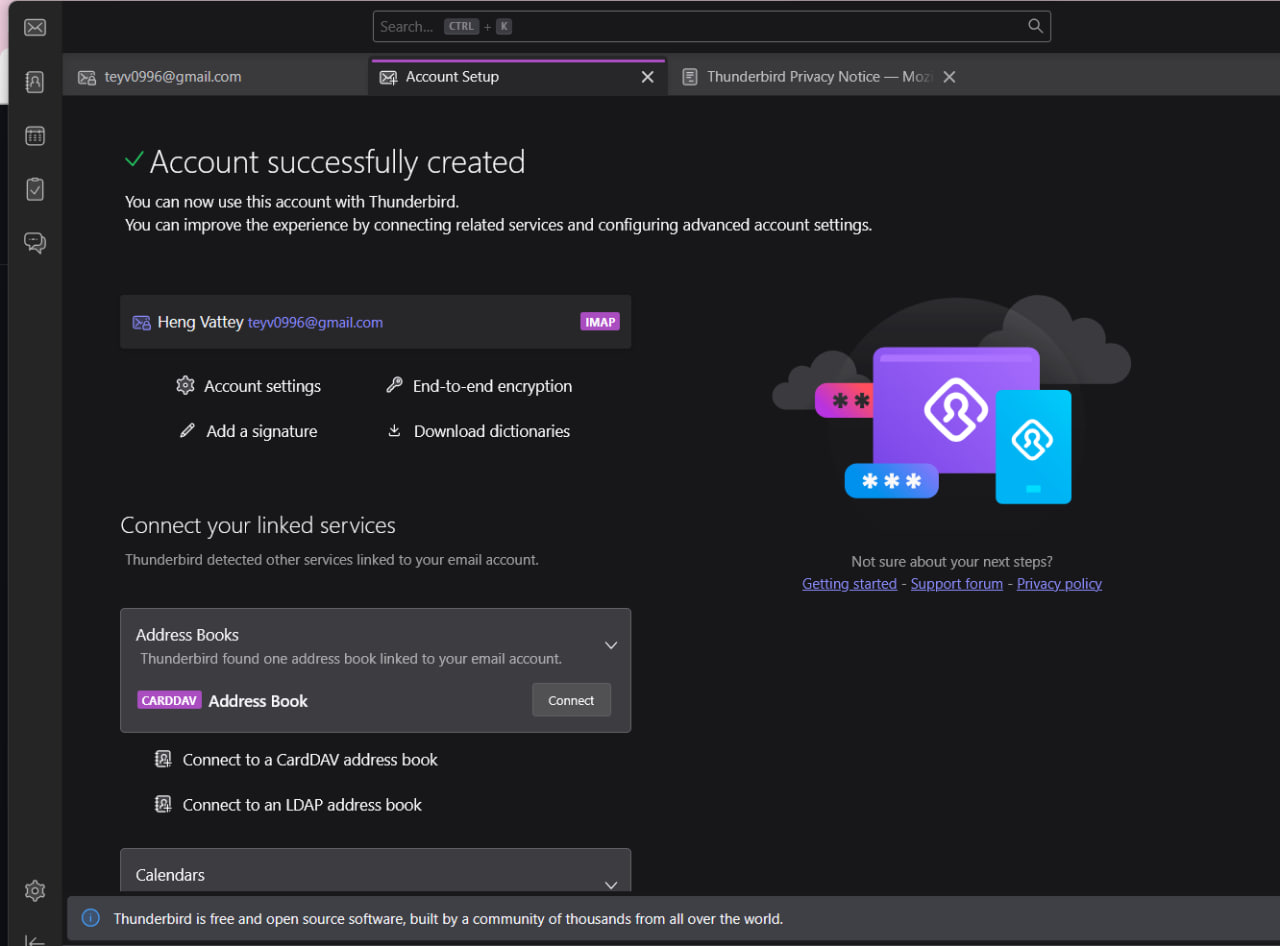 Search... CTRL + K
teyv0996@gmail.com
Account Setup
Thunderbird Privacy Notice — Mozi
Account successfully created
You can now use this account with Thunderbird.
You can improve the experience by connecting related services and configuring advanced account settings.
Heng Vattey teyv0996@gmail.com IMAP
Account settings
End-to-end encryption
Add a signature
Download dictionaries
Connect your linked services
Thunderbird detected other services linked to your email account.
Address Books
Thunderbird found one address book linked to your email account.
CARDDAV Address Book
Connect
Connect to a CardDAV address book
Connect to an LDAP address book
Calendars
** 
***
Not sure about your next steps?
Getting started - Support forum - Privacy policy
Thunderbird is free and open source software, built by a community of thousands from all over the world.